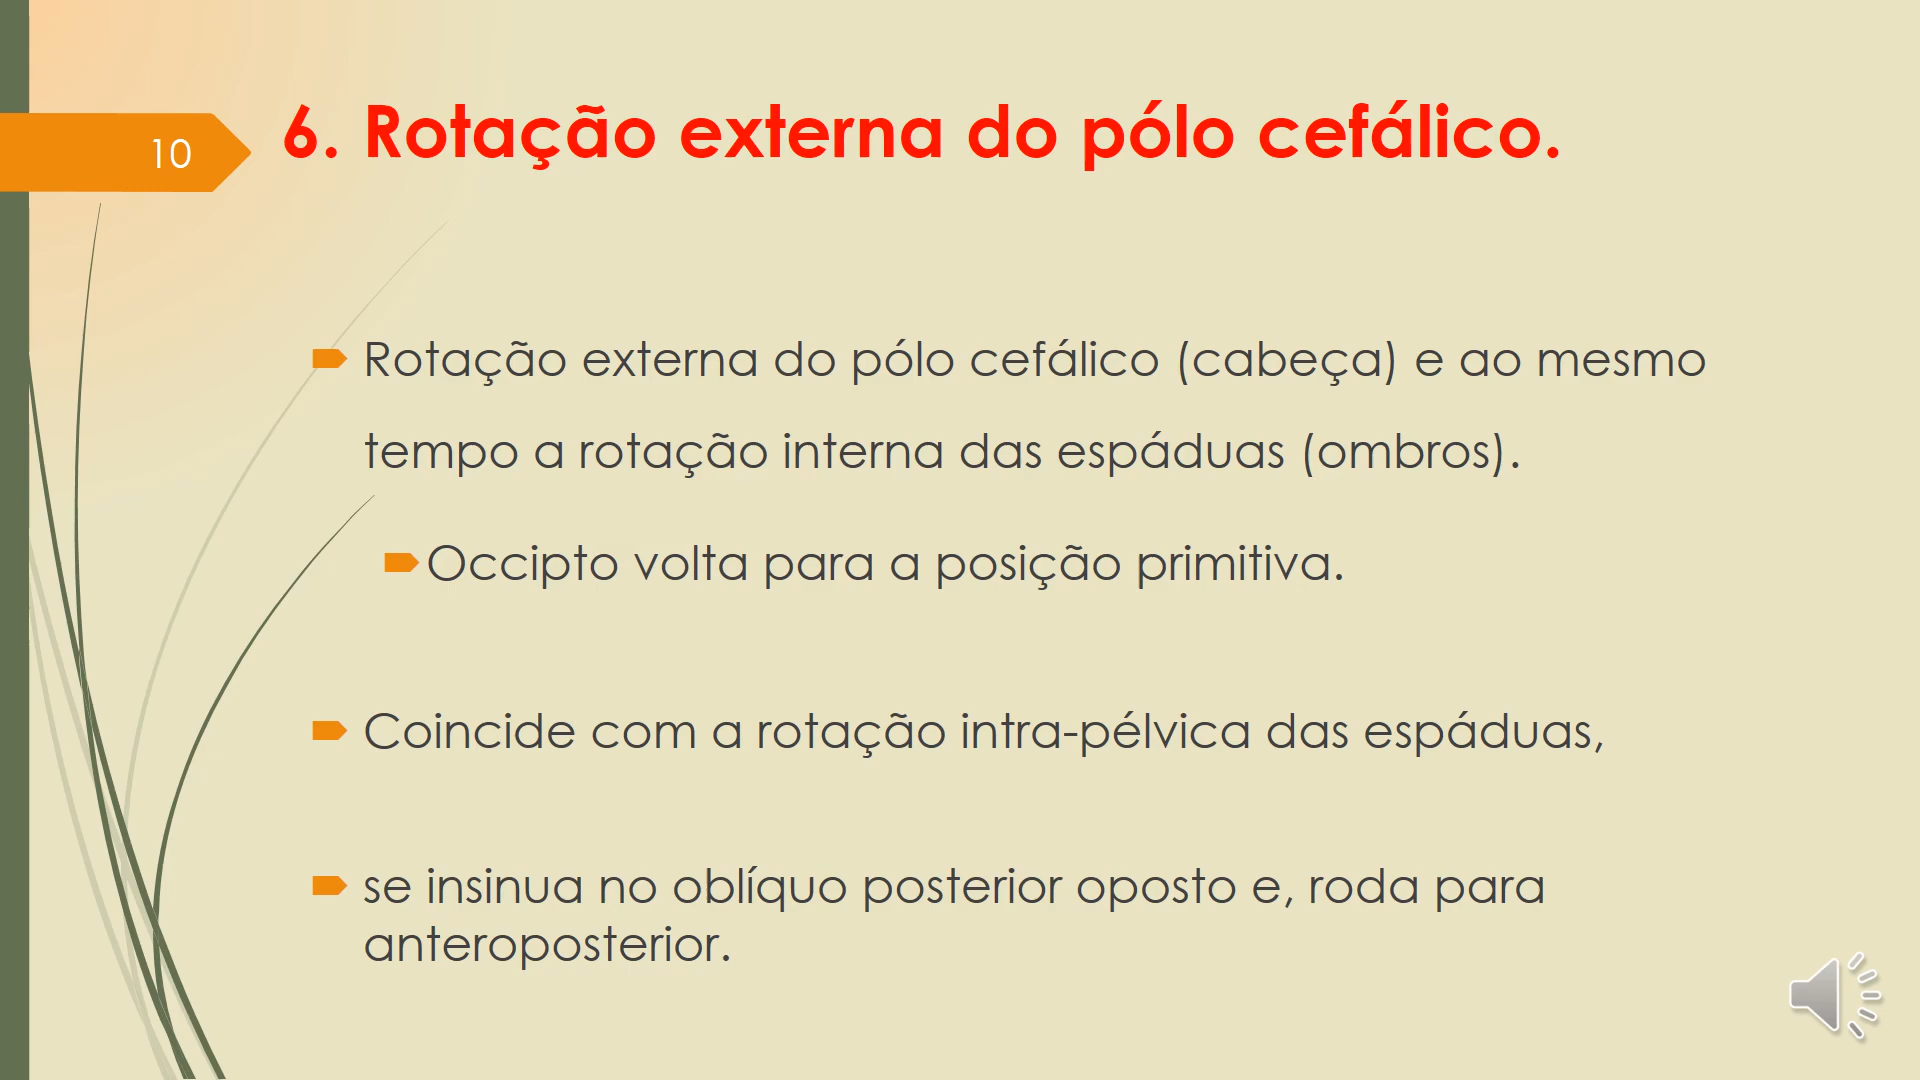 10
6. Rotação externa do pólo cefálico.
Rotação externa do pólo cefálico (cabeça) e ao mesmo
tempo a rotação interna das espáduas (ombros).
Occipto volta para a posição primitiva.
Coincide com a rotação intra-pélvica das espáduas,
se insinua no oblíquo posterior oposto e, roda para
anteroposterior.